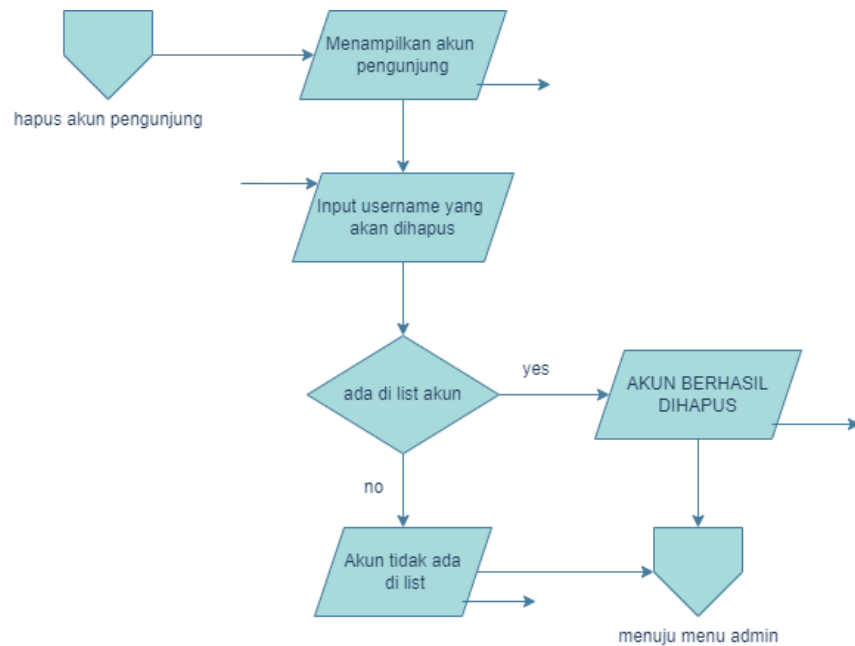 Menampilkan akun
pengunjung
hapus akun pengunjung
Input username yang
akan dihapus
ada di list akun
yes
AKUN BERHASIL
DIHAPUS
no
Akun tidak ada
di list
menuju menu admin